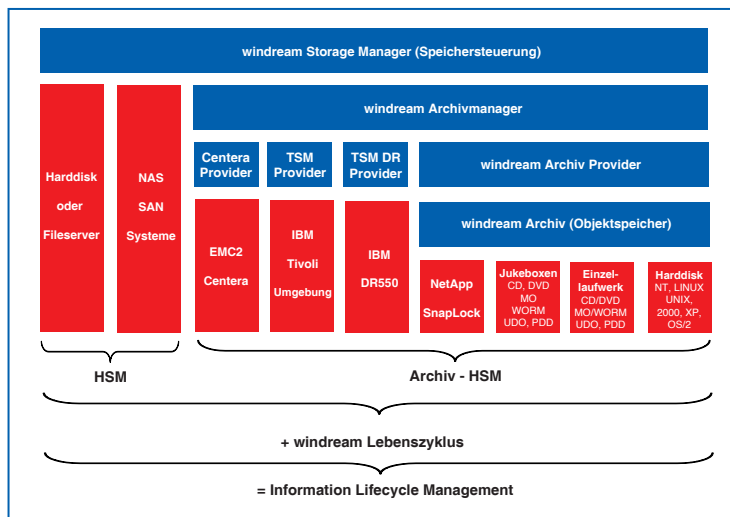 windream Storage Manager (Speichersteuerung)
windream Archivmanager
Harddisk
oder
Fileserver
NAS
SAN
Systeme
Centera
Provider
TSM
Provider
TSM DR
Provider
windream Archiv Provider
windream Archiv (Objektspeicher)
EMC2
Centera
IBM
Tivoli
Umgebung
IBM
DR550
NetApp
SnapLock
Jukeboxen
CD, DVD
MO
WORM
UDO, PDD
Einzel-
laufwerk
CD/DVD
MO/WORM
UDO, PDD
Harddisk
NT, LINUX
UNIX,
2000, XP,
OS/2
HSM
Archiv - HSM
+ windream Lebenszyklus
= Information Lifecycle Management